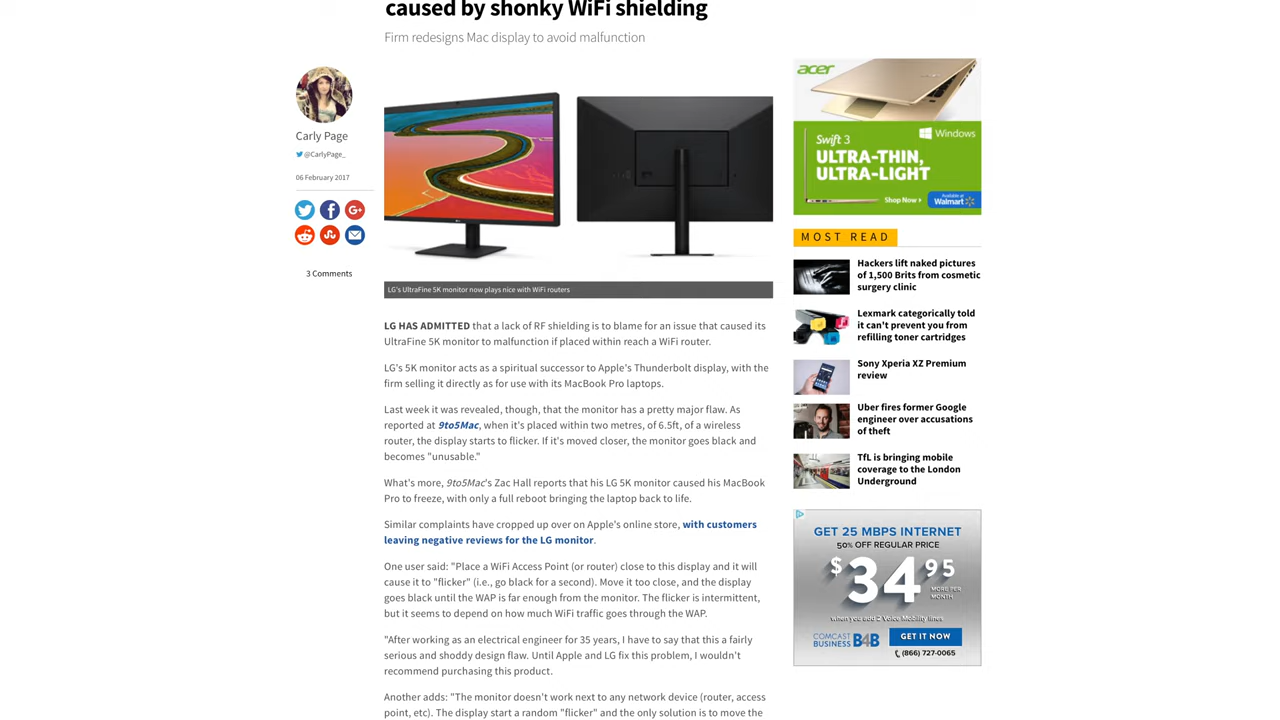 caused by shonky WiFi shielding
Firm redesigns Mac display to avoid malfunction
Carly Page
@CarlyPage_
06 February 2017
3 Comments
LG's UltraFine 5K monitor now plays nice with WiFi routers
LG HAS ADMITTED that a lack of RF shielding is to blame for an issue that caused its
UltraFine 5K monitor to malfunction if placed within reach a WiFi router.
LG's 5K monitor acts as a spiritual successor to Apple's Thunderbolt display, with the
firm selling it directly as for use with its MacBook Pro laptops.
Last week it was revealed, though, that the monitor has a pretty major flaw. As
reported at 9to5Mac, when it's placed within two metres, of 6.5ft, of a wireless
router, the display starts to flicker. If it's moved closer, the monitor goes black and
becomes "unusable."
What's more, 9to5Mac's Zac Hall reports that his LG 5K monitor caused his MacBook
Pro to freeze, with only a full reboot bringing the laptop back to life.
Similar complaints have cropped up over on Apple's online store, with customers
leaving negative reviews for the LG monitor.
One user said: "Place a WiFi Access Point (or router) close to this display and it will
cause it to "flicker" (i.e., go black for a second). Move it too close, and the display
goes black until the WAP is far enough from the monitor. The flicker is intermittent,
but it seems to depend on how much WiFi traffic goes through the WAP.
"After working as an electrical engineer for 35 years, I have to say that this a fairly
serious and shoddy design flaw. Until Apple and LG fix this problem, I wouldn't
recommend purchasing this product.
Another adds: "The monitor doesn't work next to any network device (router, access
point, etc). The display start a random "flicker" and the only solution is to move the
acer
Windows
Swift 3
ULTRA-THIN,
ULTRA-LIGHT
Shop Now
Available at
Walmart
MOST READ
Hackers lift naked pictures
of 1,500 Brits from cosmetic
surgery clinic
Lexmark categorically told
it can't prevent you from
refilling toner cartridges
Sony Xperia XZ Premium
review
Uber fires former Google
engineer over accusations
of theft
TfL is bringing mobile
coverage to the London
Underground
GET 25 MBPS INTERNET
50% OFF REGULAR PRICE
$34.95
MORE PER
MONTH
when you add 2 Voice Mobility lines
COMCAST
BUSINESS B4B
GET IT NOW
(866) 727-0065